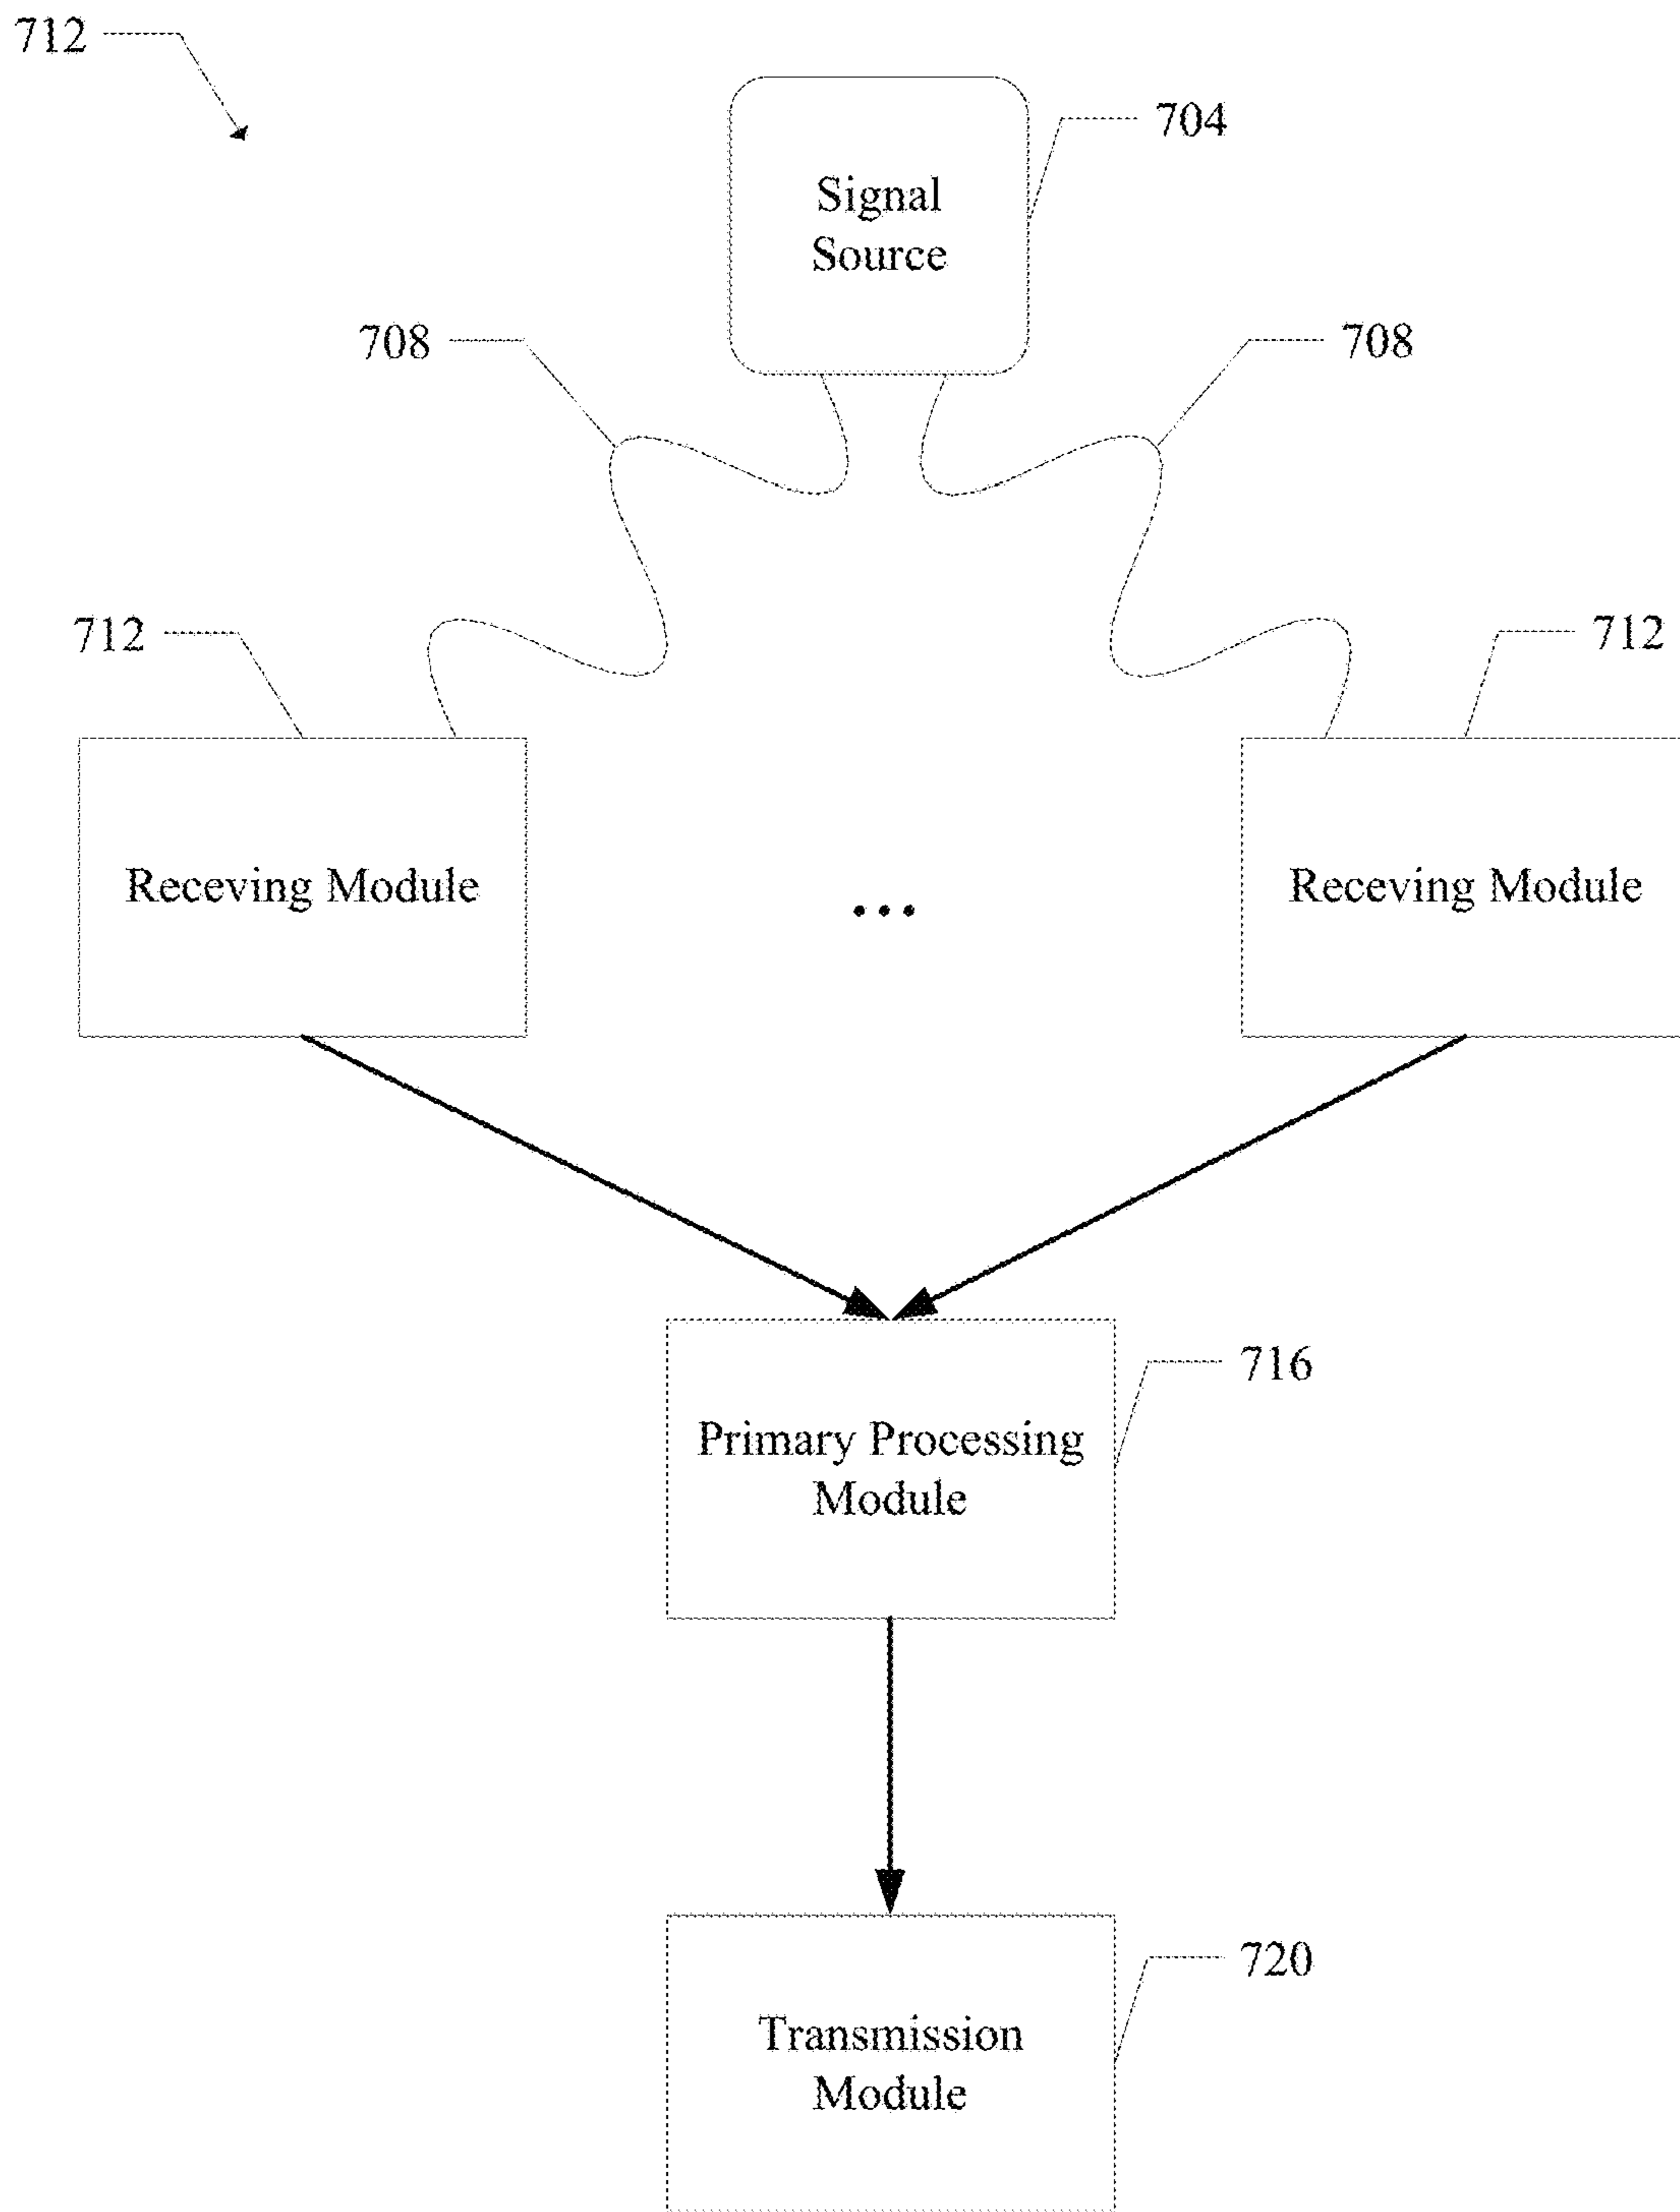 712
704
Signal
Source
708
708
712
712
Receving Module
...
Receving Module
716
Primary Processing
Module
720
Transmission
Module